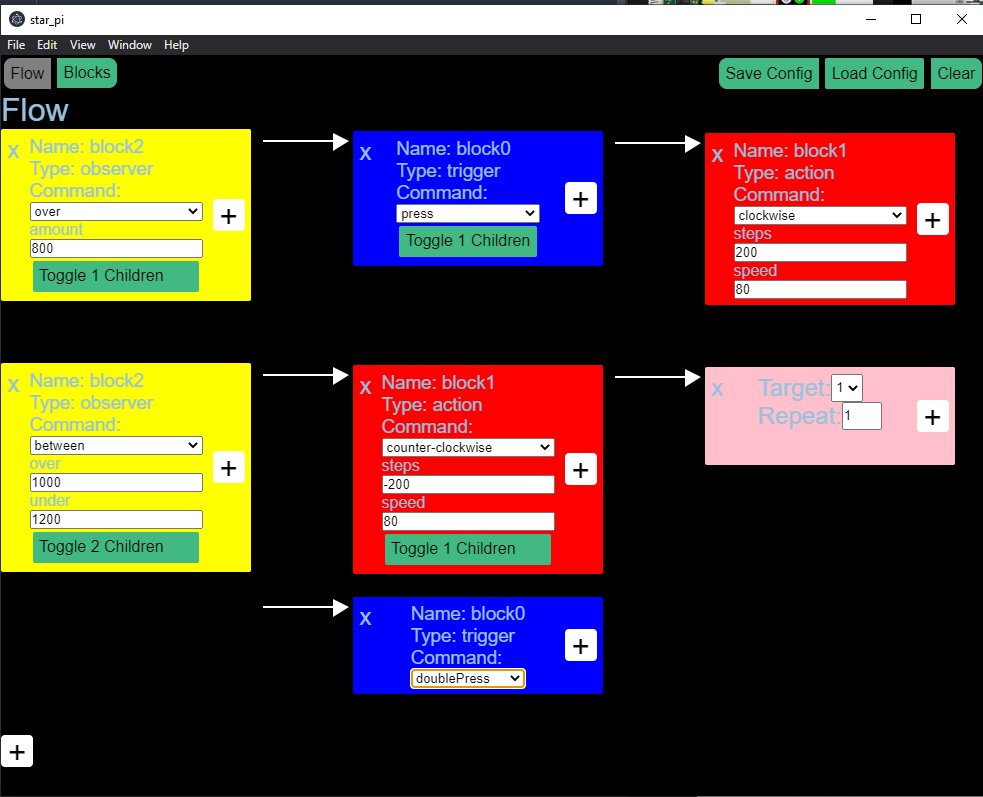 star_pi
File Edit View Window Help
Flow Blocks Save Config Load Config Clear
Flow
x Name: block2
Type: observer
Command:
over
+
amount
800
Toggle 1 Children
x Name: block0
Type: trigger
Command:
press
+
Toggle 1 Children
x Name: block1
Type: action
Command:
clockwise
+
steps
200
speed
80
x Name: block2
Type: observer
Command:
between
+
over
1000
under
1200
Toggle 2 Children
x Name: block1
Type: action
Command:
counter-clockwise
+
steps
-200
speed
80
Toggle 1 Children
x Target: 1
Repeat: 1
+
x Name: block0
Type: trigger
Command:
doublePress
+
+